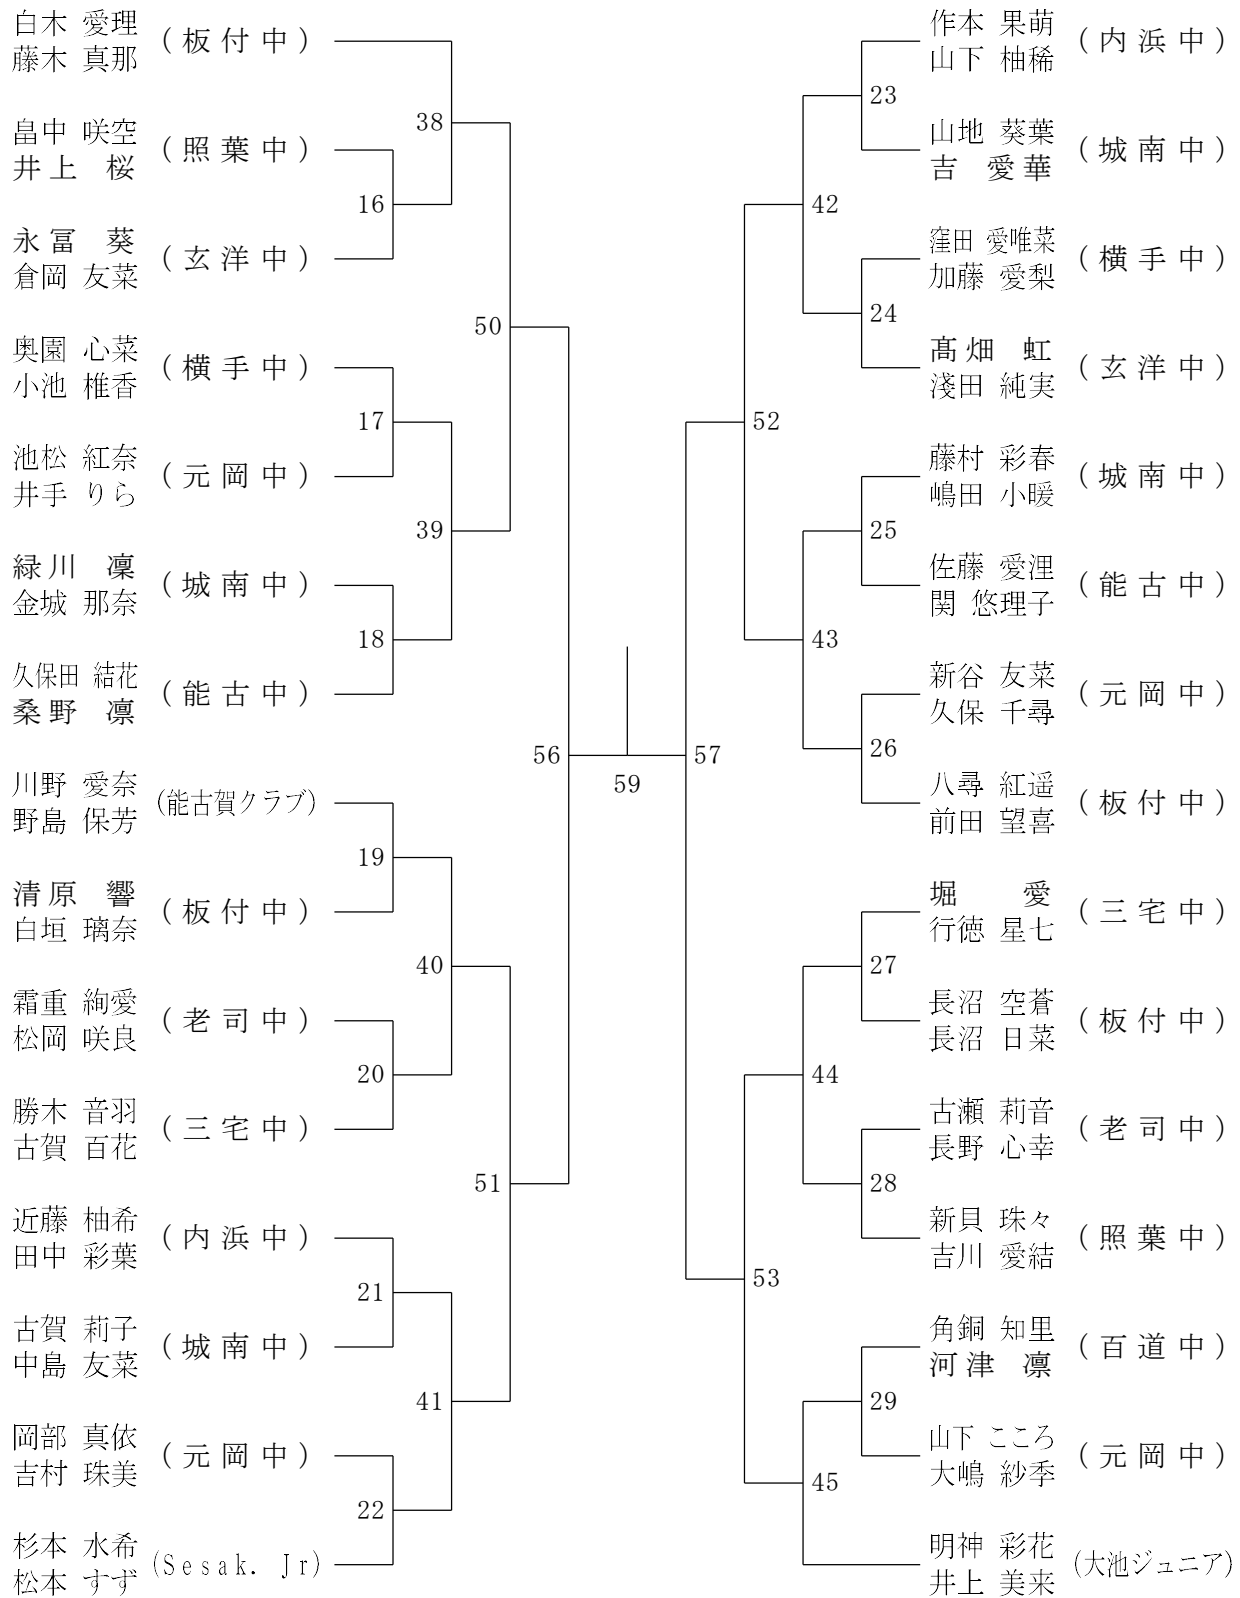 白木 愛理
藤木 真那
(板付中)
畠中 咲空
井上 桜
(照葉中)
永冨 葵
倉岡 友菜
(玄洋中)
奥園 心菜
小池 椎香
(横手中)
池松 紅奈
井手 りら
(元岡中)
緑川 凜
金城 那奈
(城南中)
久保田 結花
桑野 凛
(能古中)
川野 愛奈
野島 保芳
(能古賀クラブ)
清原 響
白垣 璃奈
(板付中)
霜重 絢愛
松岡 咲良
(老司中)
勝木 音羽
古賀 百花
(三宅中)
近藤 柚希
田中 彩葉
(内浜中)
古賀 莉子
中島 友菜
(城南中)
岡部 真依
吉村 珠美
(元岡中)
杉本 水希
松本 すず
(Sesak. Jr)
38
16
50
17
39
18
56
19
40
20
51
21
41
22
59
57
23
42
24
52
25
43
26
27
44
28
53
29
45
作本 果萌
山下 柚稀
(内浜中)
山地 葵葉
吉 愛華
(城南中)
窪田 愛唯菜
加藤 愛梨
(横手中)
髙畑 虹
淺田 純実
(玄洋中)
藤村 彩春
嶋田 小暖
(城南中)
佐藤 愛浬
関 悠理子
(能古中)
新谷 友菜
久保 千尋
(元岡中)
八尋 紅遥
前田 望喜
(板付中)
堀 愛
行徳 星七
(三宅中)
長沼 空蒼
長沼 日菜
(板付中)
古瀬 莉音
長野 心幸
(老司中)
新貝 珠々
吉川 愛結
(照葉中)
角銅 知里
河津 凛
(百道中)
山下 こころ
大嶋 紗季
(元岡中)
明神 彩花
井上 美来
(大池ジュニア)